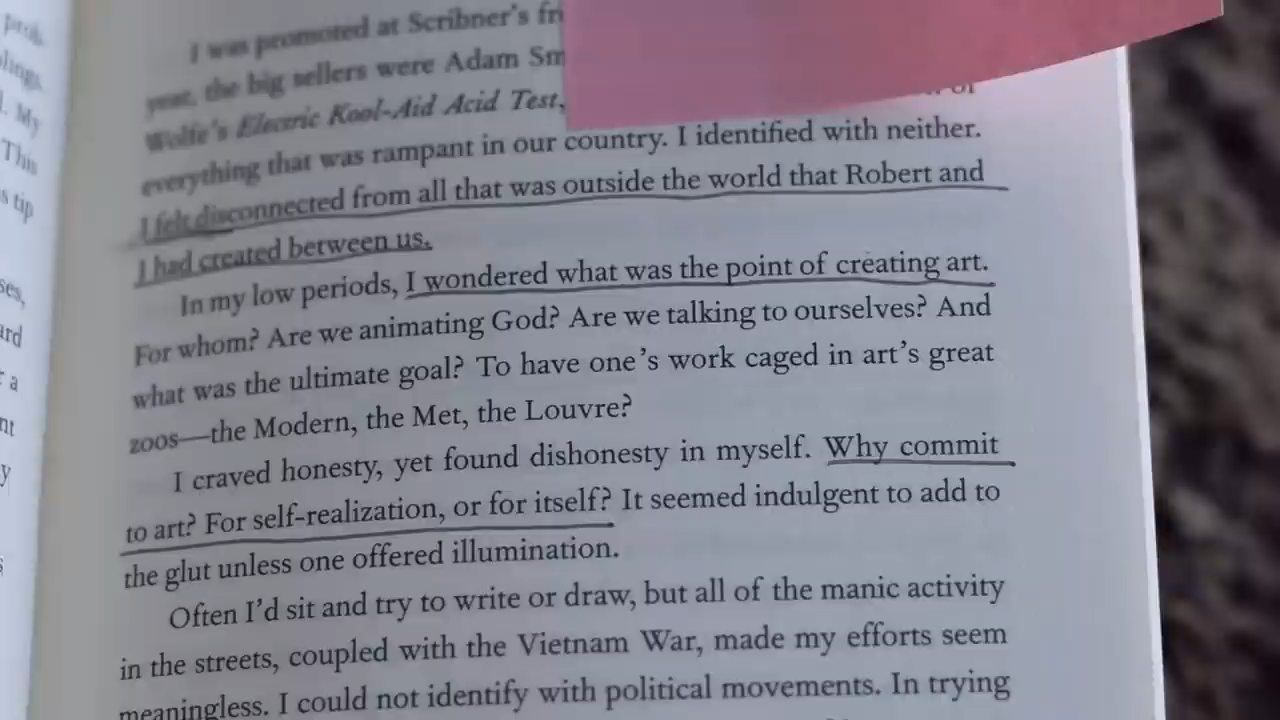 I was promoted at Scribner's
year, the big sellers were Adam
Wolfe's Electric Kool-Aid Acid Test,
everything that was rampant in our country. I identified with neither.
I felt disconnected from all that was outside the world that Robert and
I had created between us.
In my low periods, I wondered what was the point of creating art.
For whom? Are we animating God? Are we talking to ourselves? And
what was the ultimate goal? To have one's work caged in art's great
zoos—the Modern, the Met, the Louvre?
I craved honesty, yet found dishonesty in myself. Why commit
to art? For self-realization, or for itself? It seemed indulgent to add to
the glut unless one offered illumination.
Often I'd sit and try to write or draw, but all of the manic activity
in the streets, coupled with the Vietnam War, made my efforts seem
meaningless. I could not identify with political movements. In trying